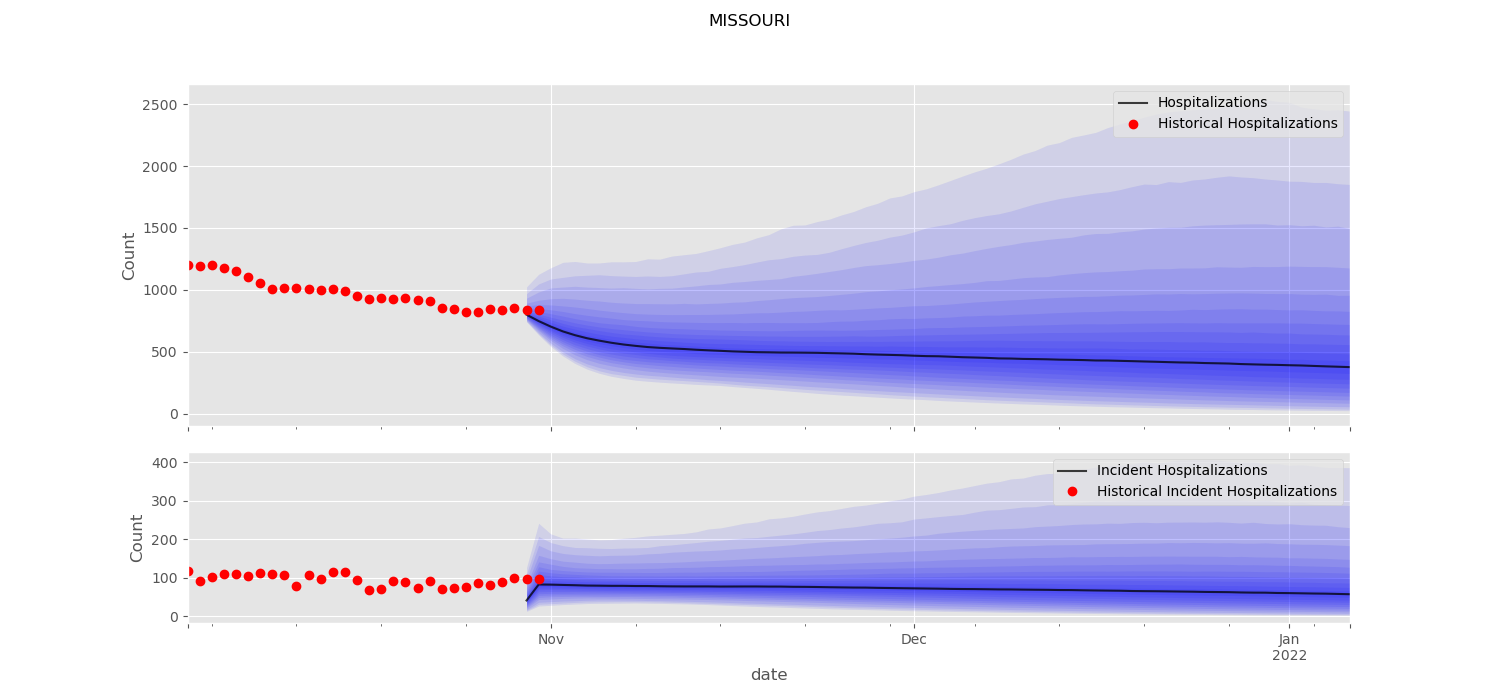 MISSOURI
2500
2000
1500
1000
500
0
Count
Hospitalizations
Historical Hospitalizations
400
300
200
100
0
Count
Incident Hospitalizations
Historical Incident Hospitalizations
Nov
Dec
Jan
2022
date